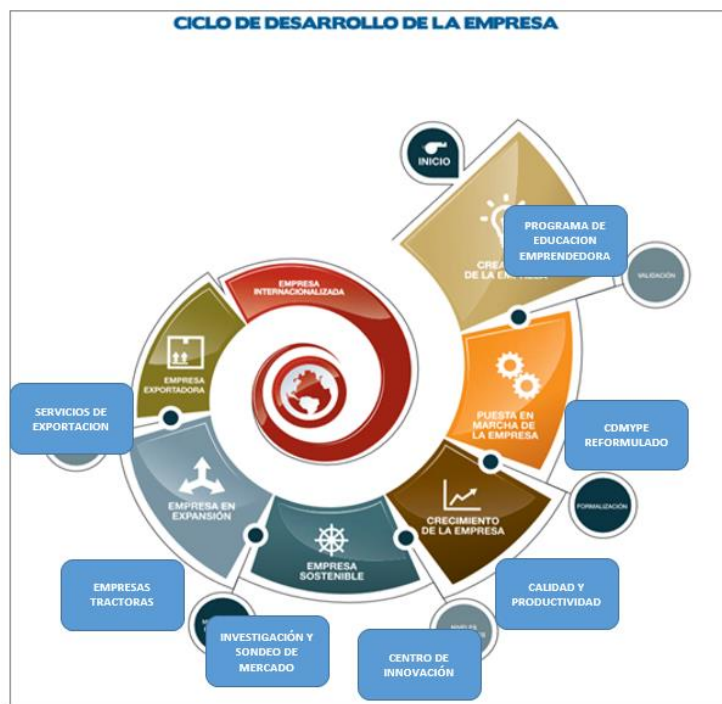 CICLO DE DESARROLLO DE LA EMPRESA
INICIO
PROGRAMA DE
EDUCACION
EMPRENDEDORA
DE LA
VALIDACIÓN
PUESTA EN
MARCHA DE
LA EMPRESA
CDMYPE
REFORMULADO
FORMALIZACIÓN
CRECIMIENTO
DE LA EMPRESA
CALIDAD Y
PRODUCTIVIDAD
CENTRO DE
INNOVACIÓN
EMPRESA
SOSTENIBLE
INVESTIGACIÓN Y
SONDEO DE
MERCADO
EMPRESA EN
EXPANSIÓN
EMPRESAS
TRACTORAS
SERVICIOS DE
EXPORTACION
EMPRESA
EXPORTADORA
EMPRESA
INTERNACIONALIZADA